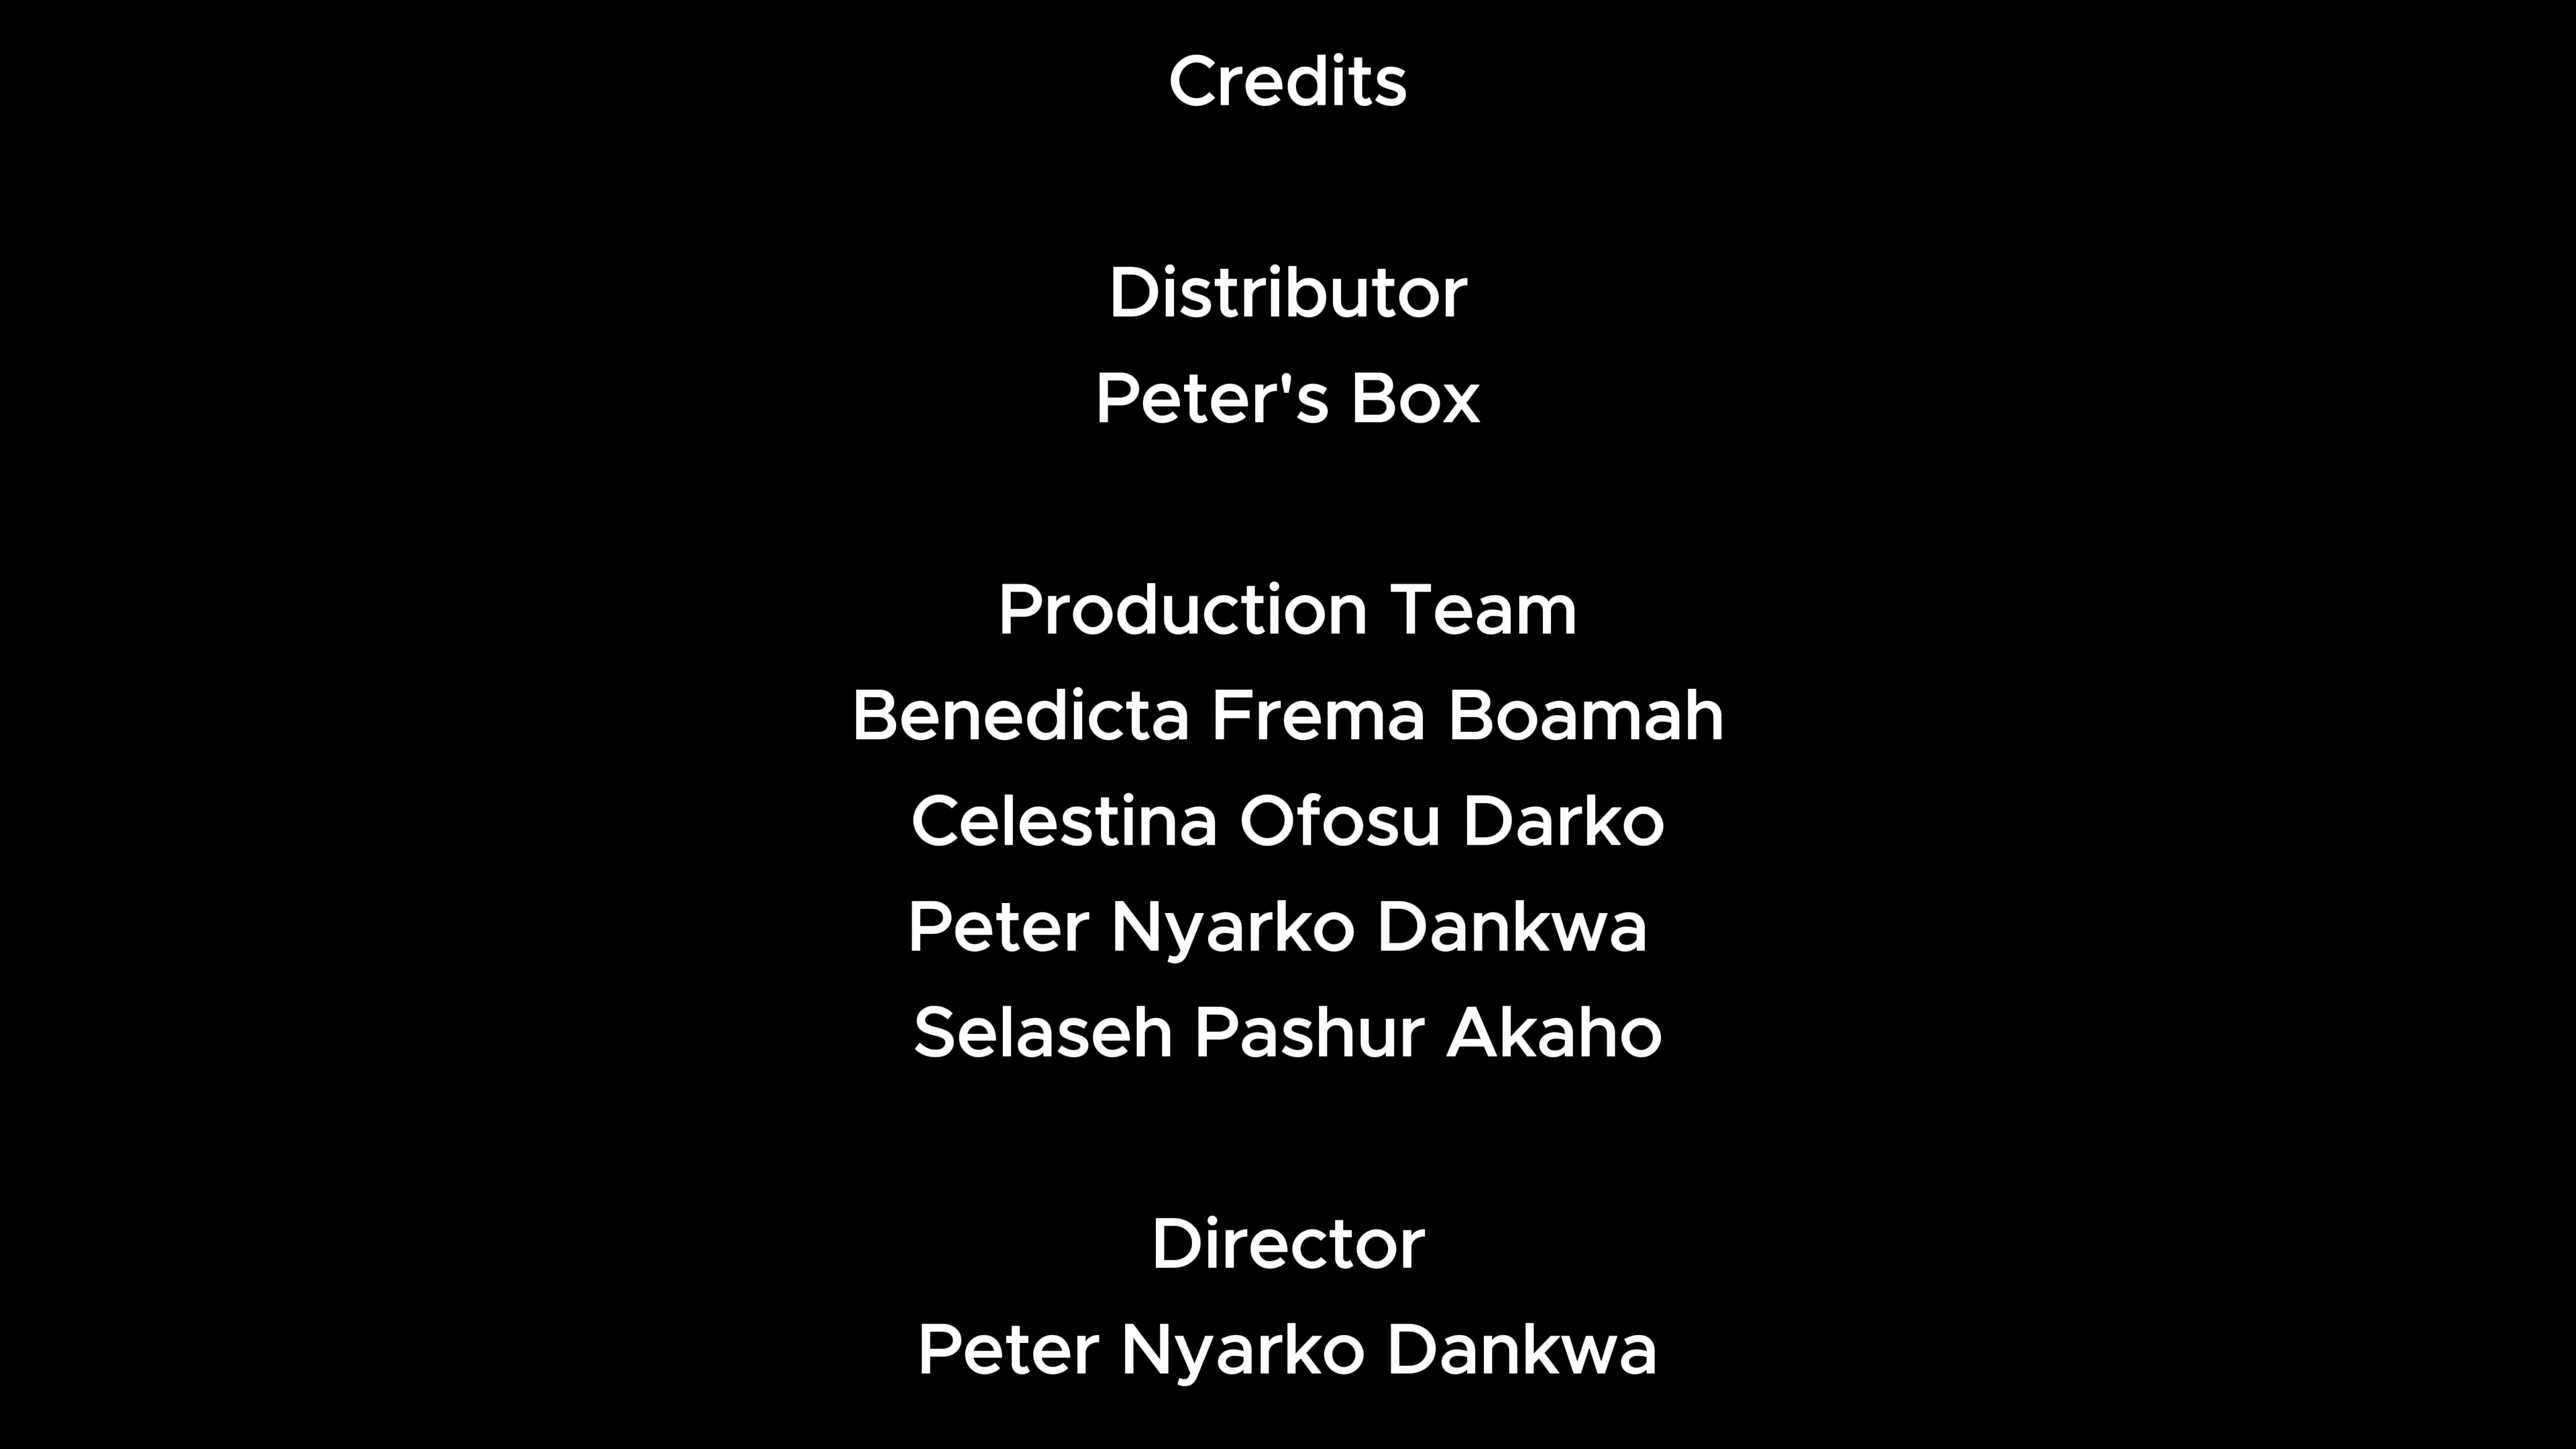 Credits
Distributor
Peter's Box
Production Team
Benedicta Frema Boamah
Celestina Ofosu Darko
Peter Nyarko Dankwa
Selaseh Pashur Akaho
Director
Peter Nyarko Dankwa